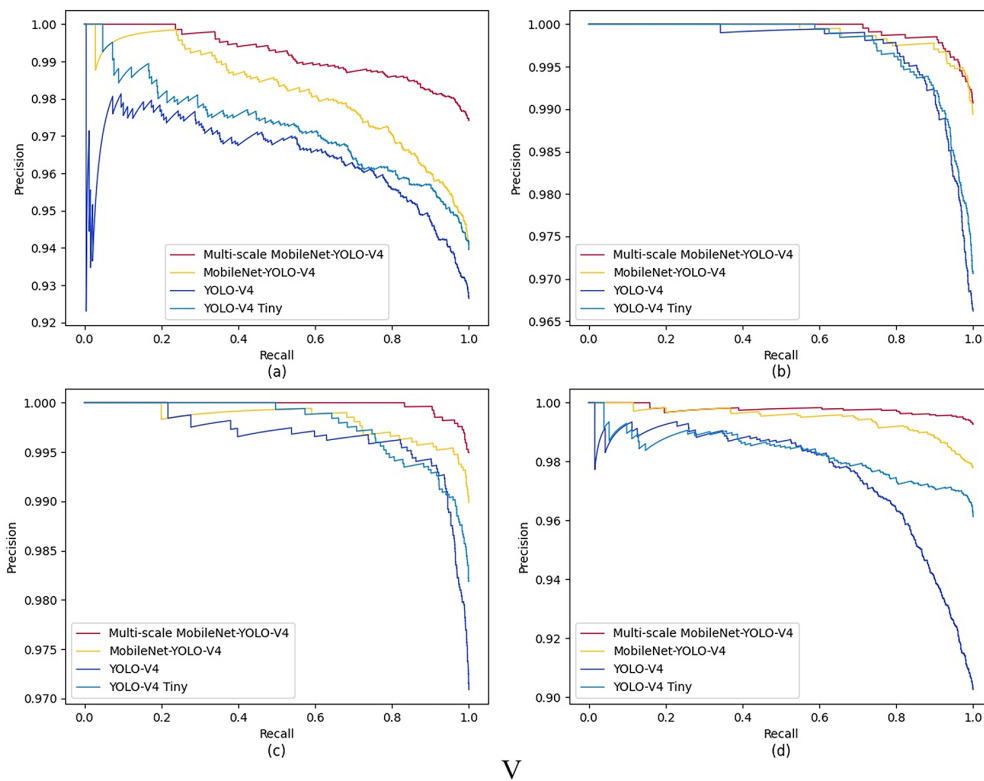 1.00
0.99
0.98
0.97
0.96
0.95
0.94
0.93
0.92
Precision
Multi-scale MobileNet-YOLO-V4
MobileNet-YOLO-V4
YOLO-V4
YOLO-V4 Tiny
0.0 0.2 0.4 0.6 0.8 1.0
Recall
(a)
1.000
0.995
0.990
0.985
0.980
0.975
0.970
0.965
Precision
Multi-scale MobileNet-YOLO-V4
MobileNet-YOLO-V4
YOLO-V4
YOLO-V4 Tiny
0.0 0.2 0.4 0.6 0.8 1.0
Recall
(b)
1.000
0.995
0.990
0.985
0.980
0.975
0.970
Precision
Multi-scale MobileNet-YOLO-V4
MobileNet-YOLO-V4
YOLO-V4
YOLO-V4 Tiny
0.0 0.2 0.4 0.6 0.8 1.0
Recall
(c)
1.00
0.98
0.96
0.94
0.92
0.90
Precision
Multi-scale MobileNet-YOLO-V4
MobileNet-YOLO-V4
YOLO-V4
YOLO-V4 Tiny
0.0 0.2 0.4 0.6 0.8 1.0
Recall
(d)
V